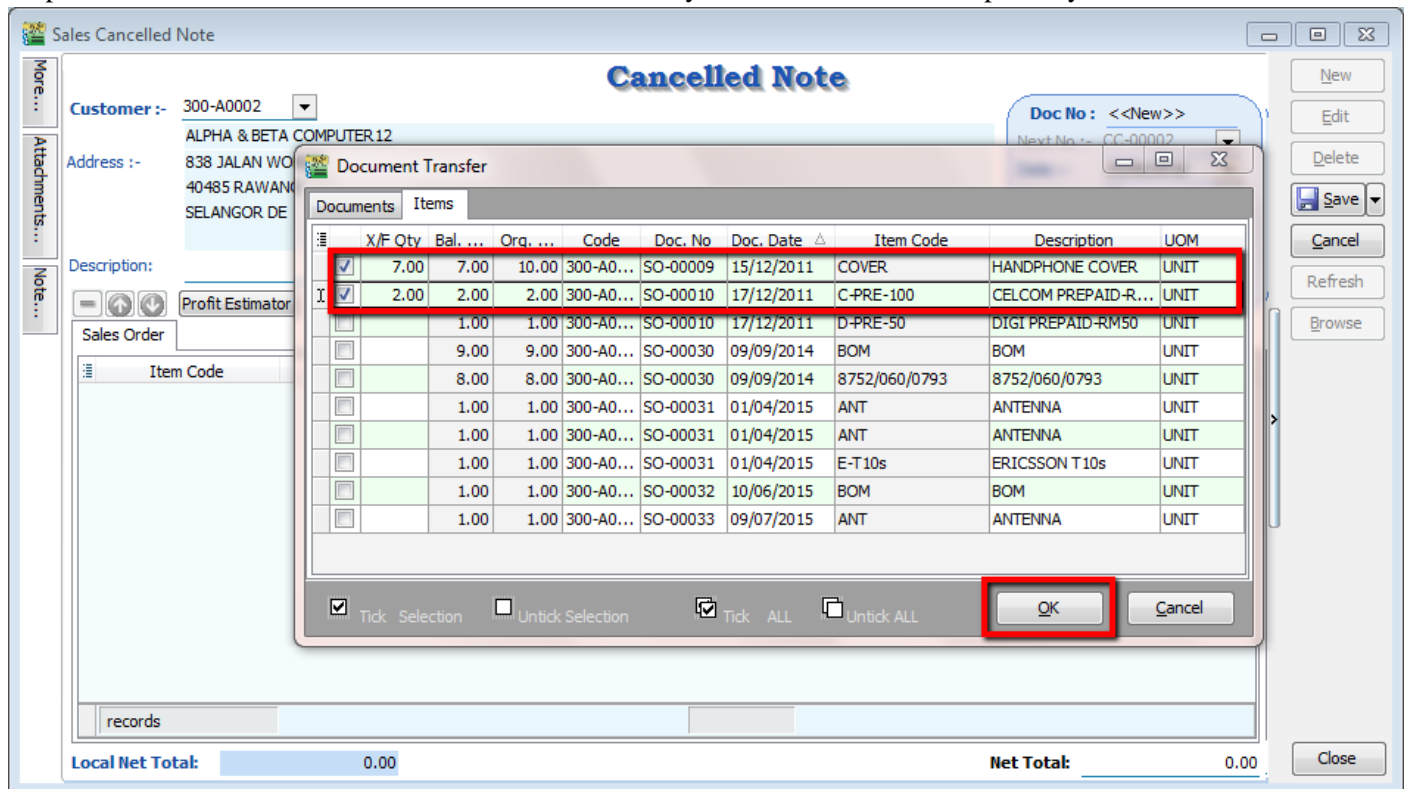 Sales Cancelled Note
More...
Attachments...
Note...
Cancelled Note
Customer :- 300-A0002
Doc No : <<New>>
Next No :- CC-00002
ALPHA & BETA COMPUTER12
Address :- 838 JALAN WO
40485 RAWANG
SELANGOR DE
Description:
Profit Estimator
Sales Order
Item Code
records
Local Net Total: 0.00
Net Total: 0.00
New
Edit
Delete
Save
Cancel
Refresh
Browse
Close
Document Transfer
Documents Items
X/F Qty Bal. ... Org. ... Code Doc. No Doc. Date Item Code Description UOM
7.00 7.00 10.00 300-A0... SO-00009 15/12/2011 COVER HANDPHONE COVER UNIT
2.00 2.00 2.00 300-A0... SO-00010 17/12/2011 C-PRE-100 CELCOM PREPAID-R... UNIT
1.00 1.00 300-A0... SO-00010 17/12/2011 D-PRE-50 DIGI PREPAID-RM50 UNIT
9.00 9.00 300-A0... SO-00030 09/09/2014 BOM BOM UNIT
8.00 8.00 300-A0... SO-00030 09/09/2014 8752/060/0793 8752/060/0793 UNIT
1.00 1.00 300-A0... SO-00031 01/04/2015 ANT ANTENNA UNIT
1.00 1.00 300-A0... SO-00031 01/04/2015 ANT ANTENNA UNIT
1.00 1.00 300-A0... SO-00031 01/04/2015 E-T10s ERICSSON T10s UNIT
1.00 1.00 300-A0... SO-00032 10/06/2015 BOM BOM UNIT
1.00 1.00 300-A0... SO-00033 09/07/2015 ANT ANTENNA UNIT
Tick Selection Untick Selection Tick ALL Untick ALL OK Cancel